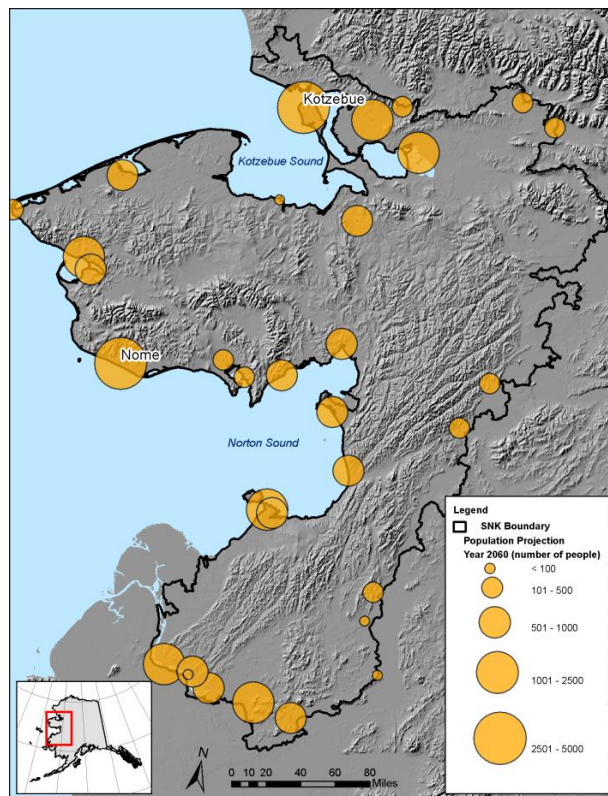 Kotzebue
Kotzebue Sound
Nome
Norton Sound
Legend
SNK Boundary
Population Projection
Year 2060 (number of people)
< 100
101 - 500
501 - 1000
1001 - 2500
2501 - 5000
N
0 10 20 40 60 80
Miles